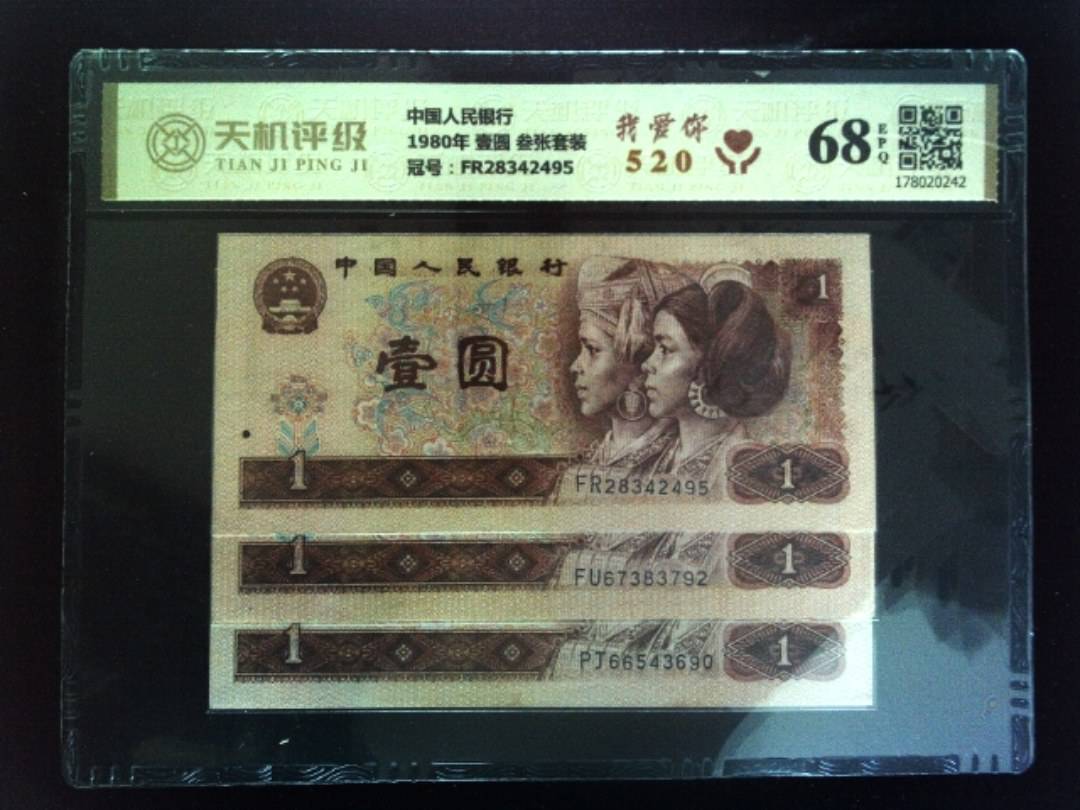 天机评级
TIAN JI PING JI
中国人民银行
1980年 壹圆 叁张套装
冠号：FR28342495
我爱你
520
68
EPQ
178020242
中国人民银行
1
壹圆
1
FR28342495
1
1
FU67383792
1
1
PJ66543690
1